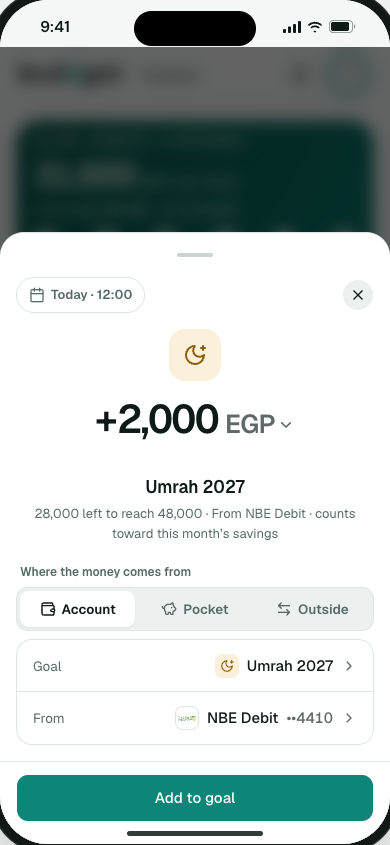 9:41
Today · 12:00
+2,000 EGP
Umrah 2027
28,000 left to reach 48,000 · From NBE Debit · counts
toward this month's savings
Where the money comes from
Account
Pocket
Outside
Goal
Umrah 2027
From
NBE Debit ••4410
Add to goal